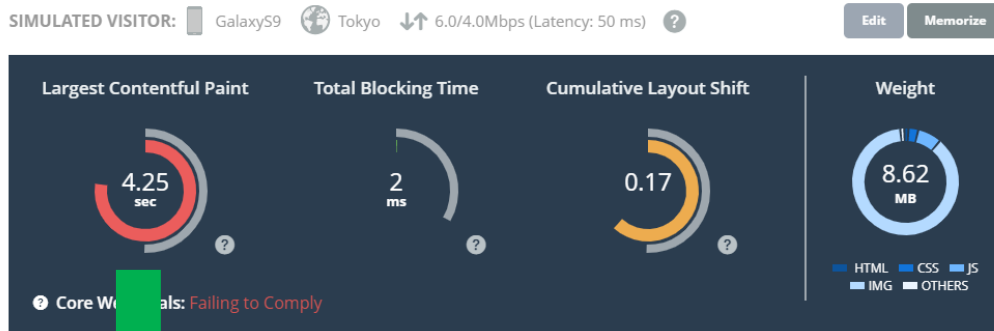 SIMULATED VISITOR: GalaxyS9 Tokyo 6.0/4.0Mbps (Latency: 50 ms) ? Edit Memorize
Largest Contentful Paint Total Blocking Time Cumulative Layout Shift Weight
4.25 2 0.17 8.62
sec ms MB
? ? ?
HTML CSS JS
IMG OTHERS
? Core als: Failing to Comply